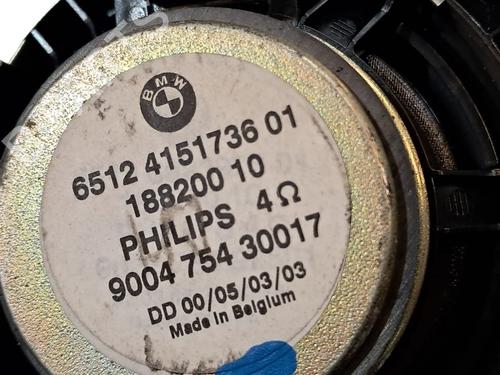 BMW
6512 4151736 01
188200 10
PHILIPS 4Ω
9004 754 30017
DD 00/05/03/03
Made in Belgium